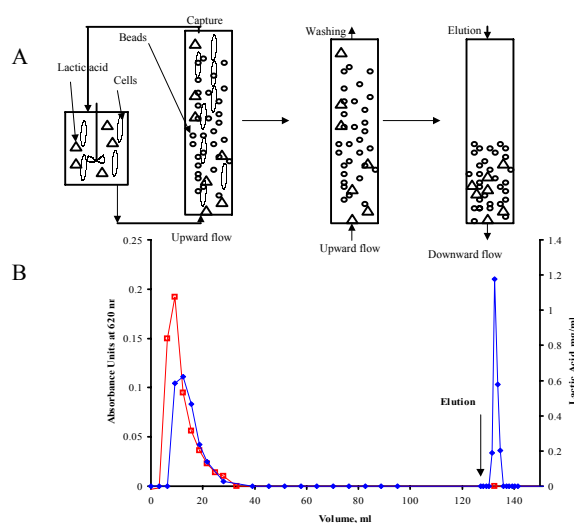 A
Capture
Washing
Elution
Beads
Lactic acid
Cells
Upward flow
Upward flow
Downward flow
B
0.25
0.2
0.15
0.1
0.05
0
1.4
1.2
1
0.8
0.6
0.4
0.2
0
Absorbance Units at 620 nr
Lactic Acid, mg/ml
Elution
0 20 40 60 80 100 120 140
Volume, ml